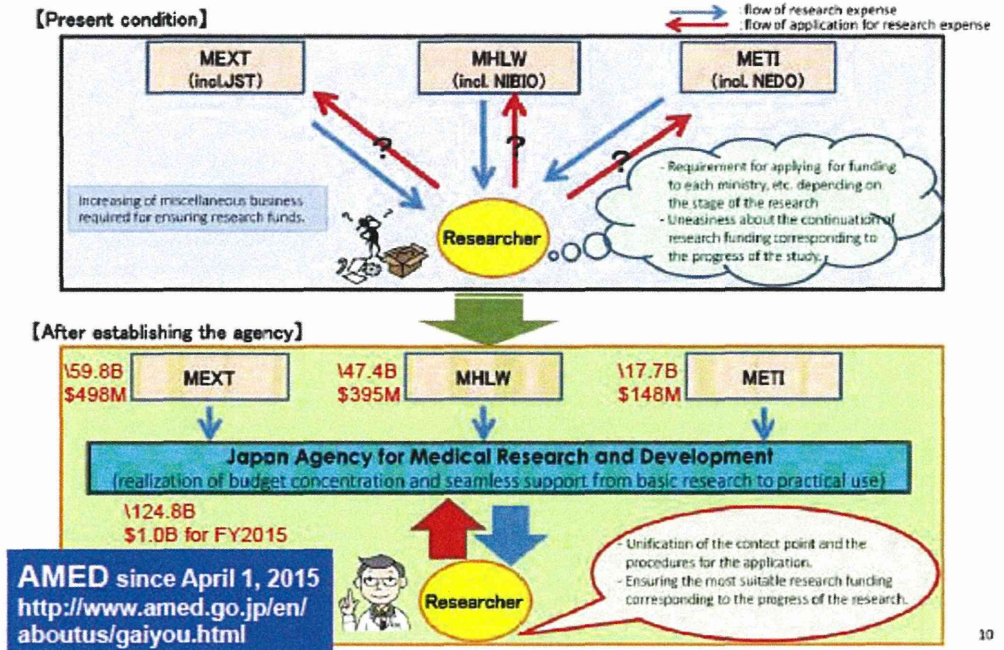 :flow of research expense
:flow of application for research expense
【Present condition】
MEXT
(incl.JST)
MHLW
(incl. NIBIO)
METI
(incl. NEDO)
?
?
?
Increasing of miscellaneous business
required for ensuring research funds.
Researcher
- Requirement for applying for funding
to each ministry, etc. depending on
the stage of the research
- Uneasiness about the continuation of
research funding corresponding to
the progress of the study.
【After establishing the agency】
\59.8B
$498M
MEXT
\47.4B
$395M
MHLW
\17.7B
$148M
METI
Japan Agency for Medical Research and Development
(realization of budget concentration and seamless support from basic research to practical use)
\124.8B
$1.0B for FY2015
- Unification of the contact point and the
procedures for the application.
- Ensuring the most suitable research funding
corresponding to the progress of the research.
Researcher
AMED since April 1, 2015
http://www.amed.go.jp/en/
aboutus/gaiyou.html
10